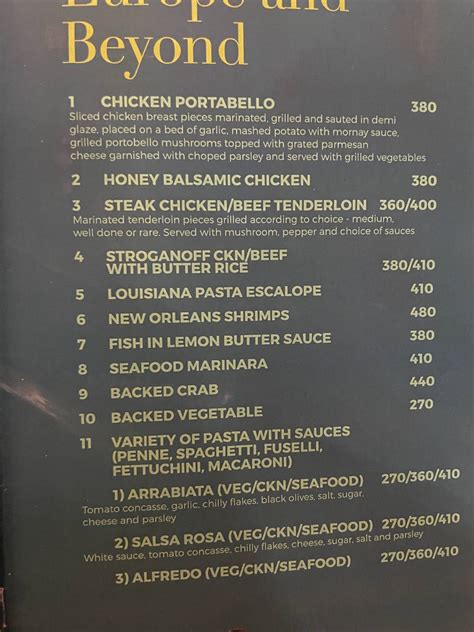 Europe and
Beyond
1 CHICKEN PORTABELLO 380
Sliced chicken breast pieces marinated, grilled and sauted in demi
glaze, placed on a bed of garlic, mashed potato with mornay sauce,
grilled portobello mushrooms topped with grated parmesan
cheese garnished with choped parsley and served with grilled vegetables
2 HONEY BALSAMIC CHICKEN 380
3 STEAK CHICKEN/BEEF TENDERLOIN 360/400
Marinated tenderloin pieces grilled according to choice - medium,
well done or rare. Served with mushroom, pepper and choice of sauces
4 STROGANOFF CKN/BEEF
WITH BUTTER RICE 380/410
5 LOUISIANA PASTA ESCALOPE 410
6 NEW ORLEANS SHRIMPS 480
7 FISH IN LEMON BUTTER SAUCE 380
8 SEAFOOD MARINARA 410
9 BACKED CRAB 440
10 BACKED VEGETABLE 270
11 VARIETY OF PASTA WITH SAUCES
(PENNE, SPAGHETTI, FUSELLI,
FETTUCHINI, MACARONI)
1) ARRABIATA (VEG/CKN/SEAFOOD) 270/360/410
Tomato concasse, garlic, chilly flakes, black olives, salt, sugar,
cheese and parsley
2) SALSA ROSA (VEG/CKN/SEAFOOD) 270/360/410
White sauce, tomato concasse, chilly flakes, cheese, sugar, salt and parsley
3) ALFREDO (VEG/CKN/SEAFOOD) 270/360/410